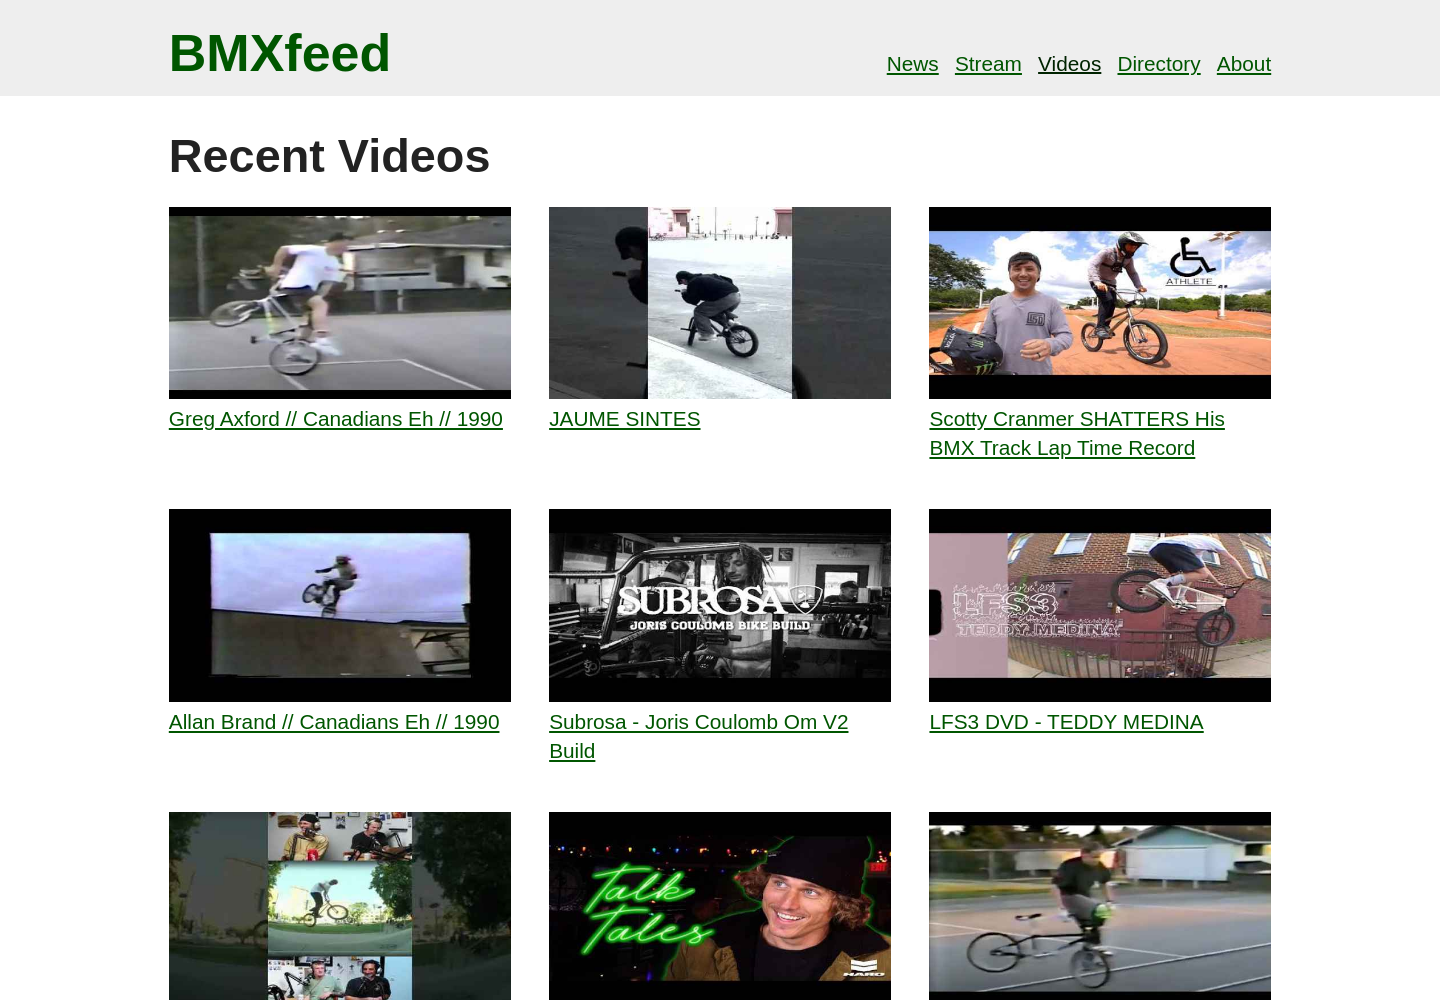 BMXfeed
News Stream Videos Directory About
Recent Videos
ATHLETE
Greg Axford // Canadians Eh // 1990
JAUME SINTES
Scotty Cranmer SHATTERS His
BMX Track Lap Time Record
SUBROSA
JORIS COULOMB BIKE BUILD
LFS3
TEDDY MEDINA
Allan Brand // Canadians Eh // 1990
Subrosa - Joris Coulomb Om V2
Build
LFS3 DVD - TEDDY MEDINA
Talk
Tales
EXIT
HARO